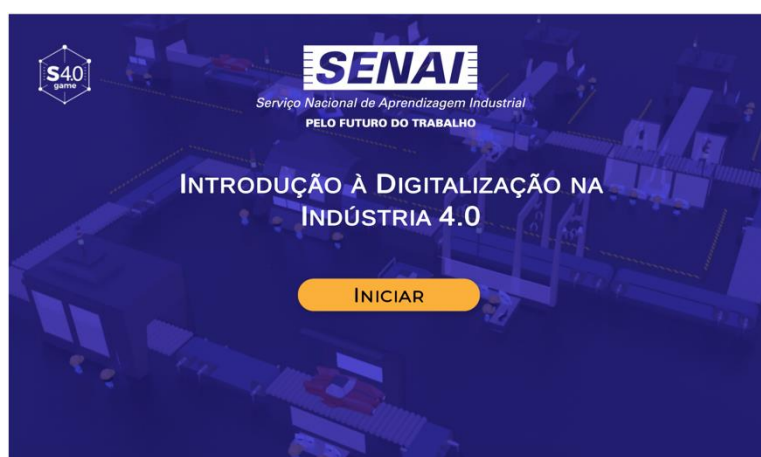 S4.0
game
SENAI
Serviço Nacional de Aprendizagem Industrial
PELO FUTURO DO TRABALHO
INTRODUÇÃO À DIGITALIZAÇÃO NA
INDÚSTRIA 4.0
INICIAR